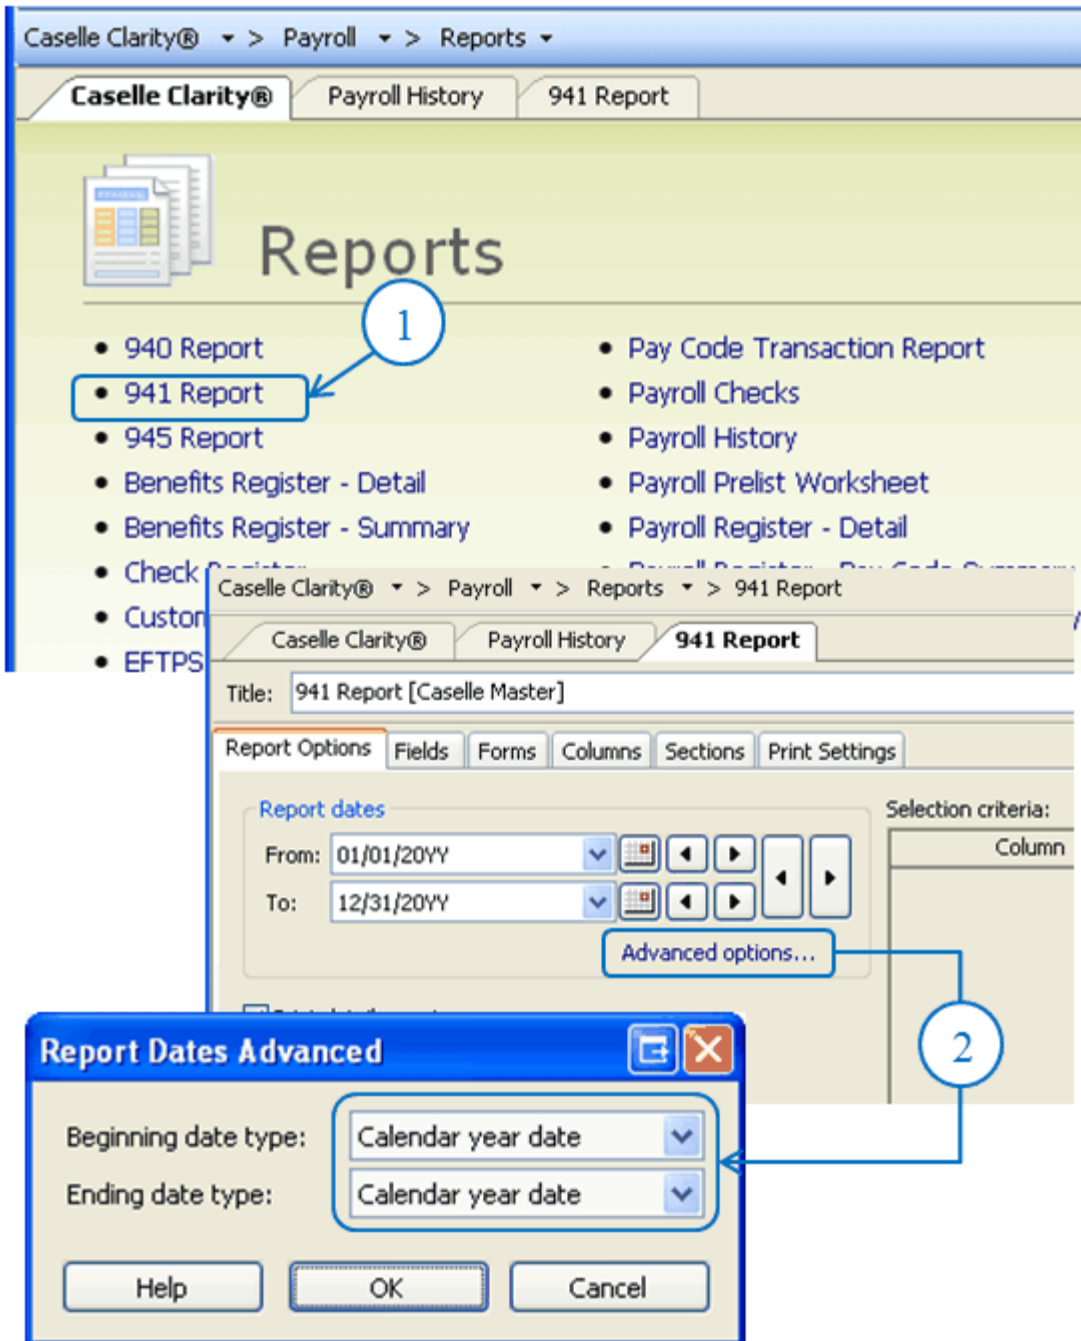 Caselle Clarity® > Payroll > Reports
Caselle Clarity® Payroll History 941 Report
Reports
1
940 Report
941 Report
945 Report
Benefits Register - Detail
Benefits Register - Summary
Check
Custom
EFTPS
Pay Code Transaction Report
Payroll Checks
Payroll History
Payroll Prelist Worksheet
Payroll Register - Detail
Caselle Clarity® > Payroll > Reports > 941 Report
Caselle Clarity® Payroll History 941 Report
Title: 941 Report [Caselle Master]
Report Options Fields Forms Columns Sections Print Settings
Report dates
From: 01/01/20YY
To: 12/31/20YY
Advanced options...
Selection criteria:
Column
2
Report Dates Advanced
Beginning date type: Calendar year date
Ending date type: Calendar year date
Help OK Cancel